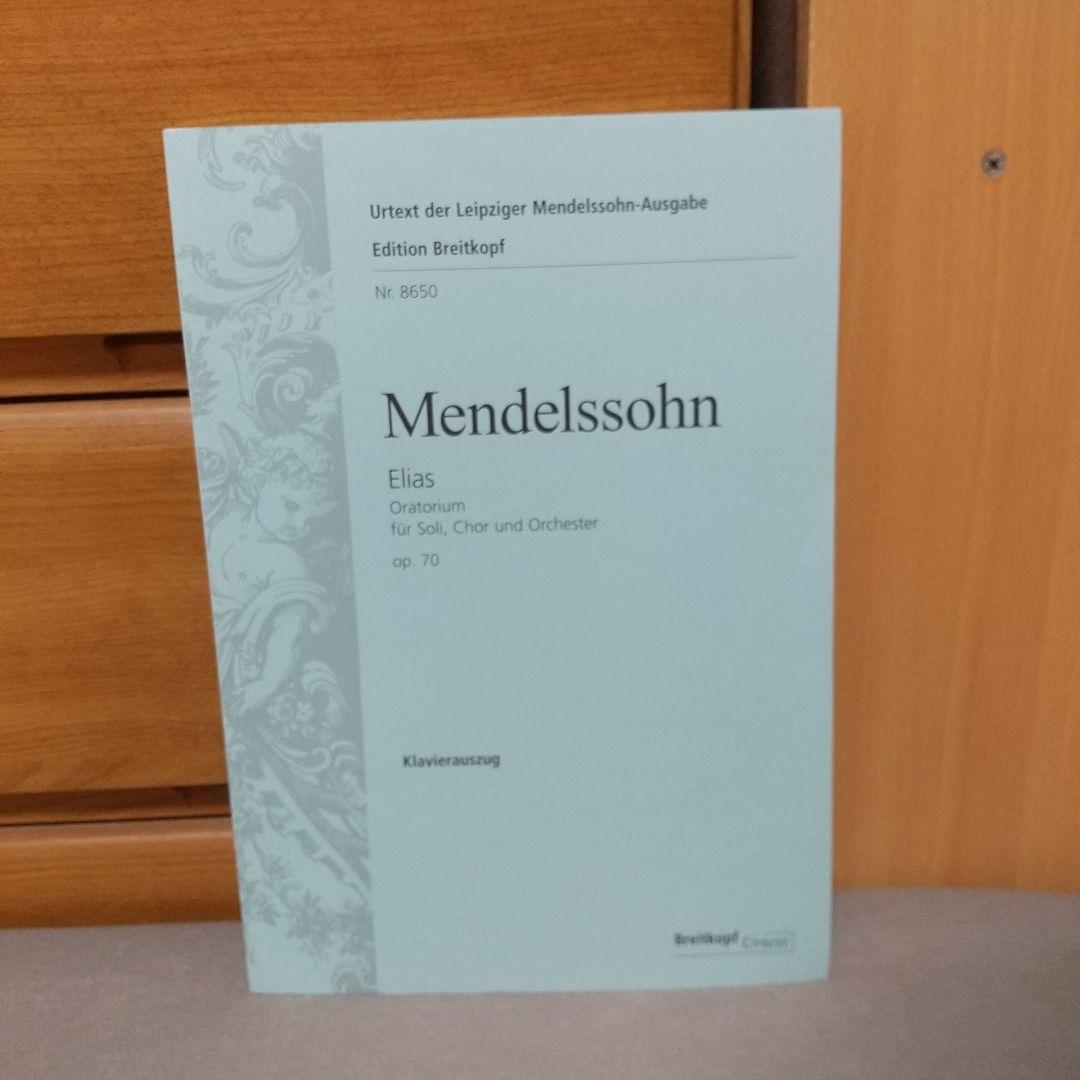 Urtext der Leipziger Mendelssohn-Ausgabe
Edition Breitkopf
Nr. 8650
Mendelssohn
Elias
Oratorium
für Soli, Chor und Orchester
op. 70
Klavierauszug
Breitkopf Urtext